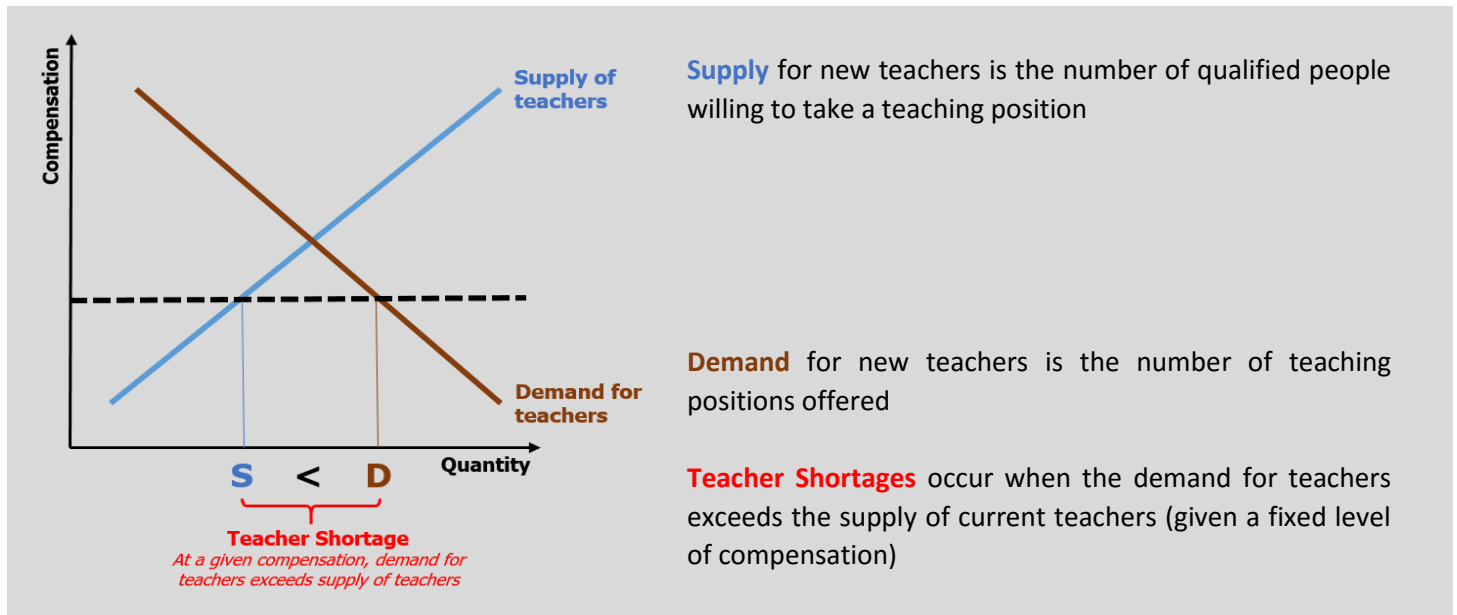 Compensation
Supply of
teachers
Demand for
teachers
Quantity
S < D
Teacher Shortage
At a given compensation, demand for
teachers exceeds supply of teachers
Supply for new teachers is the number of qualified people
willing to take a teaching position
Demand for new teachers is the number of teaching
positions offered
Teacher Shortages occur when the demand for teachers
exceeds the supply of current teachers (given a fixed level
of compensation)